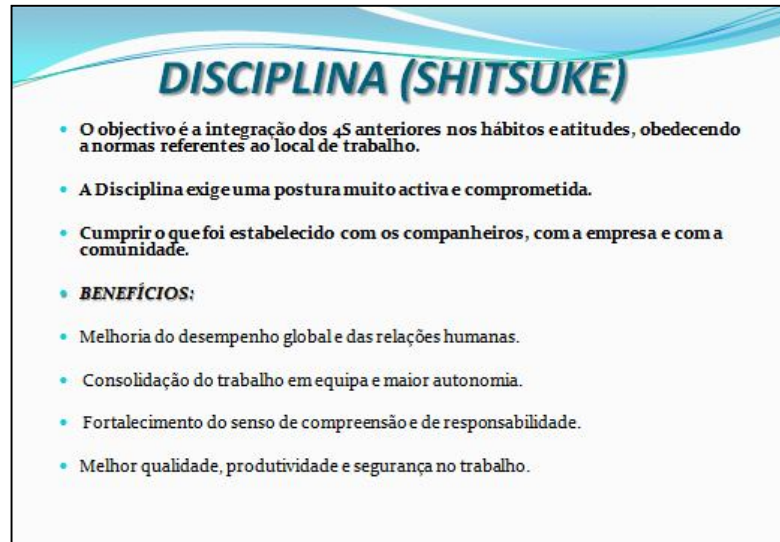 DISCIPLINA (SHITSUKE)
• O objectivo é a integração dos 4S anteriores nos hábitos e atitudes, obedecendo
a normas referentes ao local de trabalho.
• A Disciplina exige uma postura muito activa e comprometida.
• Cumprir o que foi estabelecido com os companheiros, com a empresa e com a
comunidade.
• BENEFÍCIOS:
• Melhoria do desempenho global e das relações humanas.
• Consolidação do trabalho em equipa e maior autonomia.
• Fortalecimento do senso de compreensão e de responsabilidade.
• Melhor qualidade, produtividade e segurança no trabalho.